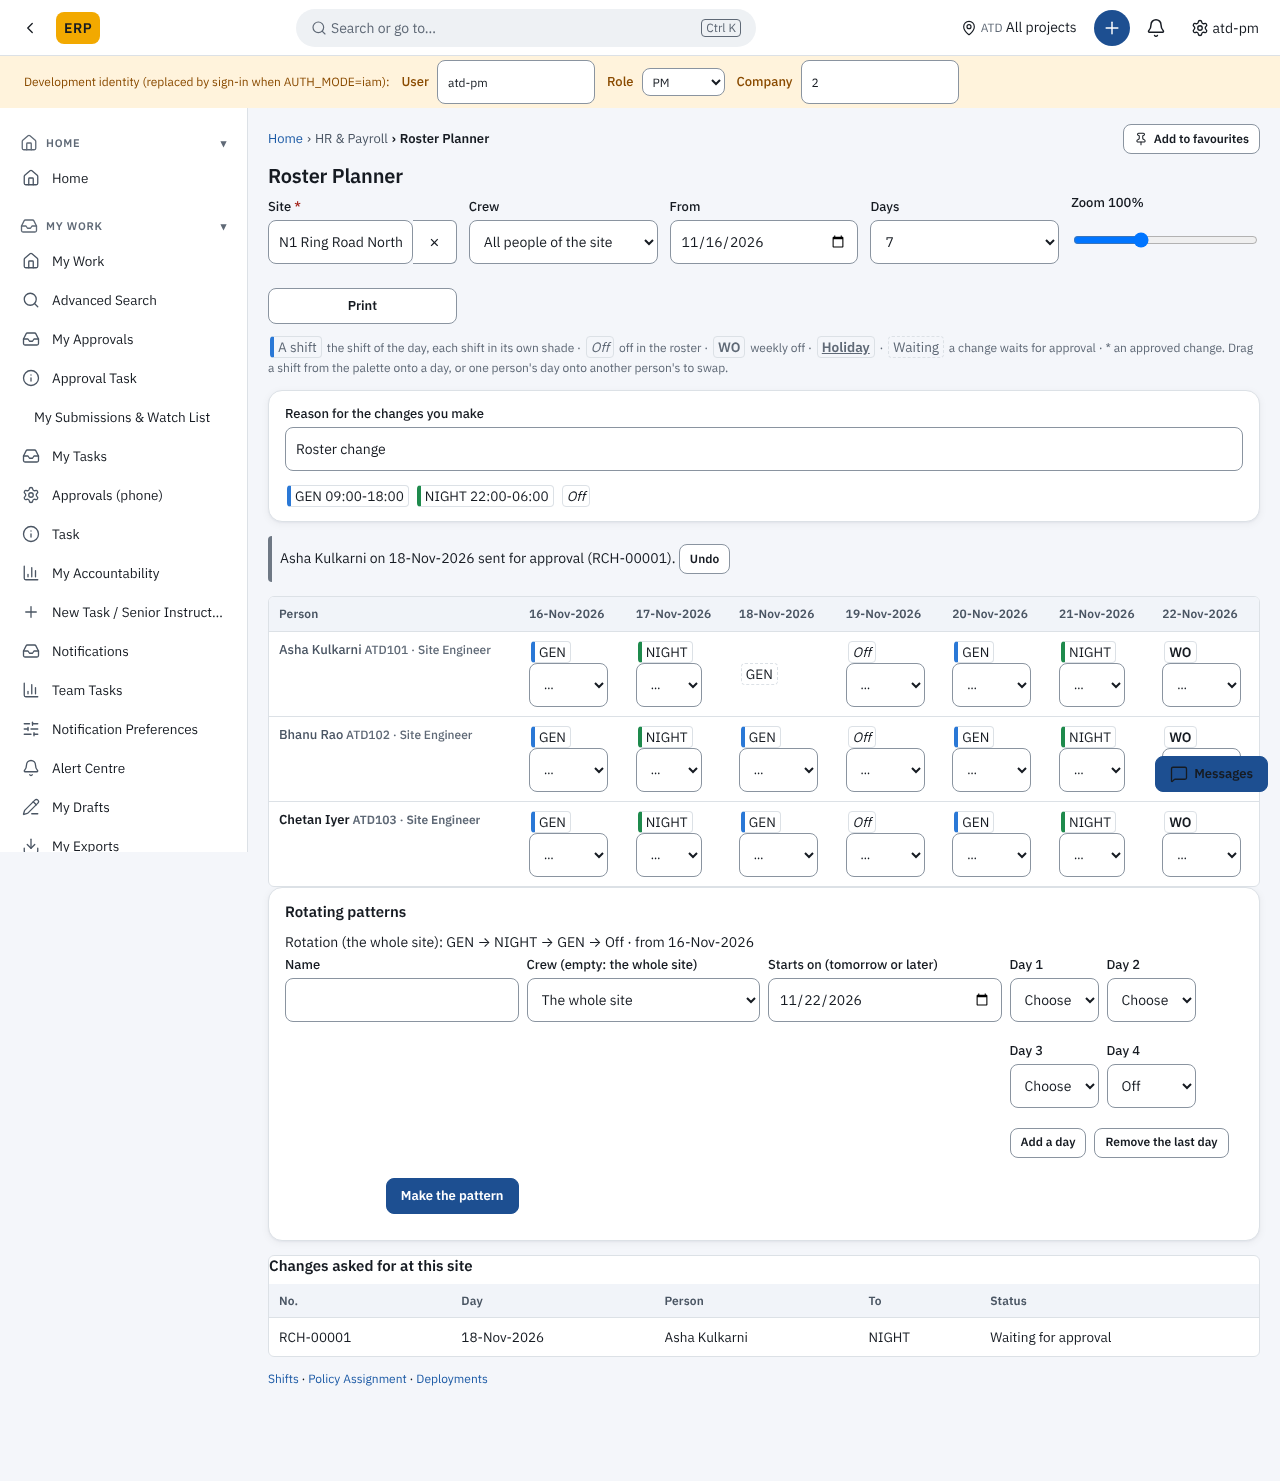 ERP
Search or go to...
Ctrl K
ATD All projects
atd-pm
Development identity (replaced by sign-in when AUTH_MODE=iam):
User
atd-pm
Role
PM
Company
2
HOME
Home
MY WORK
My Work
Advanced Search
My Approvals
Approval Task
My Submissions & Watch List
My Tasks
Approvals (phone)
Task
My Accountability
New Task / Senior Instruct...
Notifications
Team Tasks
Notification Preferences
Alert Centre
My Drafts
My Exports
Home › HR & Payroll › Roster Planner
Add to favourites
Roster Planner
Site *
Crew
From
Days
Zoom 100%
N1 Ring Road North
×
All people of the site
11/16/2026
7
Print
A shift the shift of the day, each shift in its own shade · Off off in the roster · WO weekly off · Holiday · Waiting a change waits for approval · * an approved change. Drag
a shift from the palette onto a day, or one person's day onto another person's to swap.
Reason for the changes you make
Roster change
GEN 09:00-18:00 NIGHT 22:00-06:00 Off
Asha Kulkarni on 18-Nov-2026 sent for approval (RCH-00001). Undo
Person 16-Nov-2026 17-Nov-2026 18-Nov-2026 19-Nov-2026 20-Nov-2026 21-Nov-2026 22-Nov-2026
Asha Kulkarni ATD101 · Site Engineer GEN NIGHT GEN Off GEN NIGHT WO
... ... ... ... ... ...
Bhanu Rao ATD102 · Site Engineer GEN NIGHT GEN Off GEN NIGHT WO
... ... ... ... ... ...
Messages
Chetan Iyer ATD103 · Site Engineer GEN NIGHT GEN Off GEN NIGHT WO
... ... ... ... ... ... ...
Rotating patterns
Rotation (the whole site): GEN → NIGHT → GEN → Off · from 16-Nov-2026
Name
Crew (empty: the whole site)
Starts on (tomorrow or later)
Day 1
Day 2
The whole site
11/22/2026
Choose
Choose
Day 3
Day 4
Choose
Off
Add a day
Remove the last day
Make the pattern
Changes asked for at this site
No. Day Person To Status
RCH-00001 18-Nov-2026 Asha Kulkarni NIGHT Waiting for approval
Shifts · Policy Assignment · Deployments